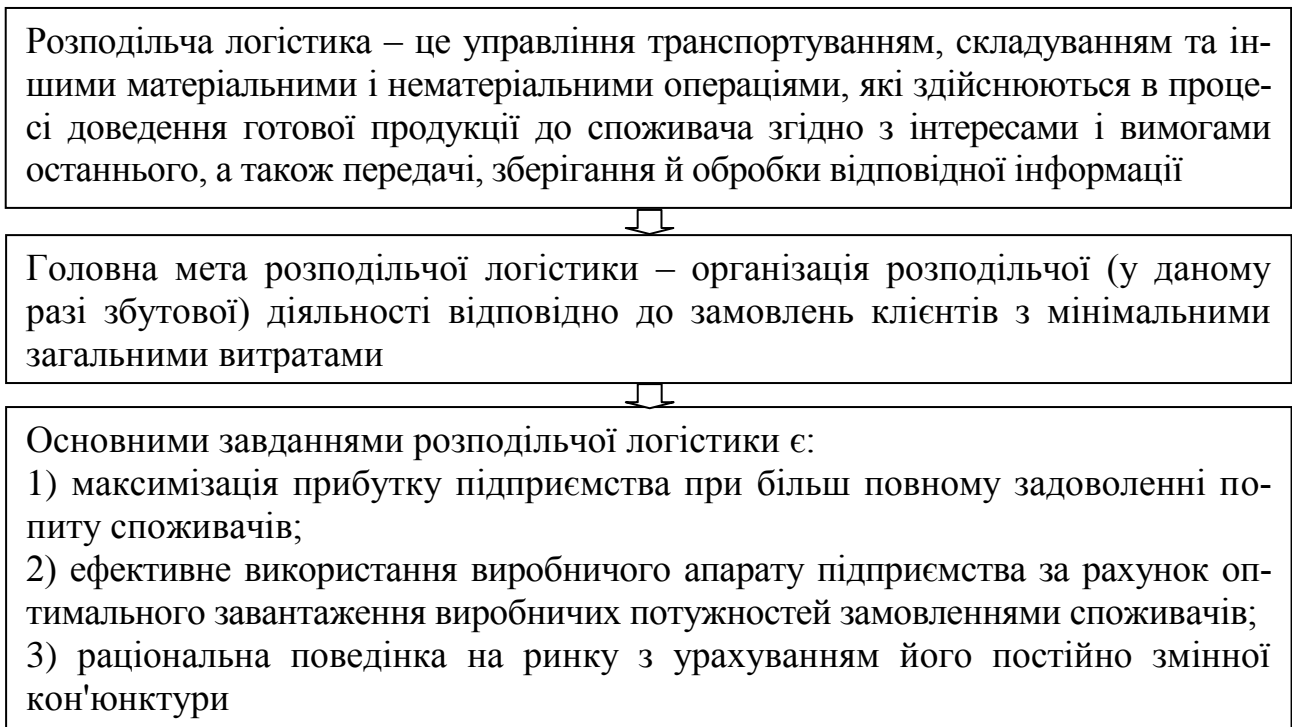 Розподільча логістика – це управління транспортуванням, складуванням та ін-
шими матеріальними і нематеріальними операціями, які здійснюються в проце-
сі доведення готової продукції до споживача згідно з інтересами і вимогами
останнього, а також передачі, зберігання й обробки відповідної інформації
Головна мета розподільчої логістики – організація розподільчої (у даному
разі збутової) діяльності відповідно до замовлень клієнтів з мінімальними
загальними витратами
Основними завданнями розподільчої логістики є:
1) максимізація прибутку підприємства при більш повному задоволенні по-
питу споживачів;
2) ефективне використання виробничого апарату підприємства за рахунок оп-
тимального завантаження виробничих потужностей замовленнями споживачів;
3) раціональна поведінка на ринку з урахуванням його постійно змінної
кон'юнктури